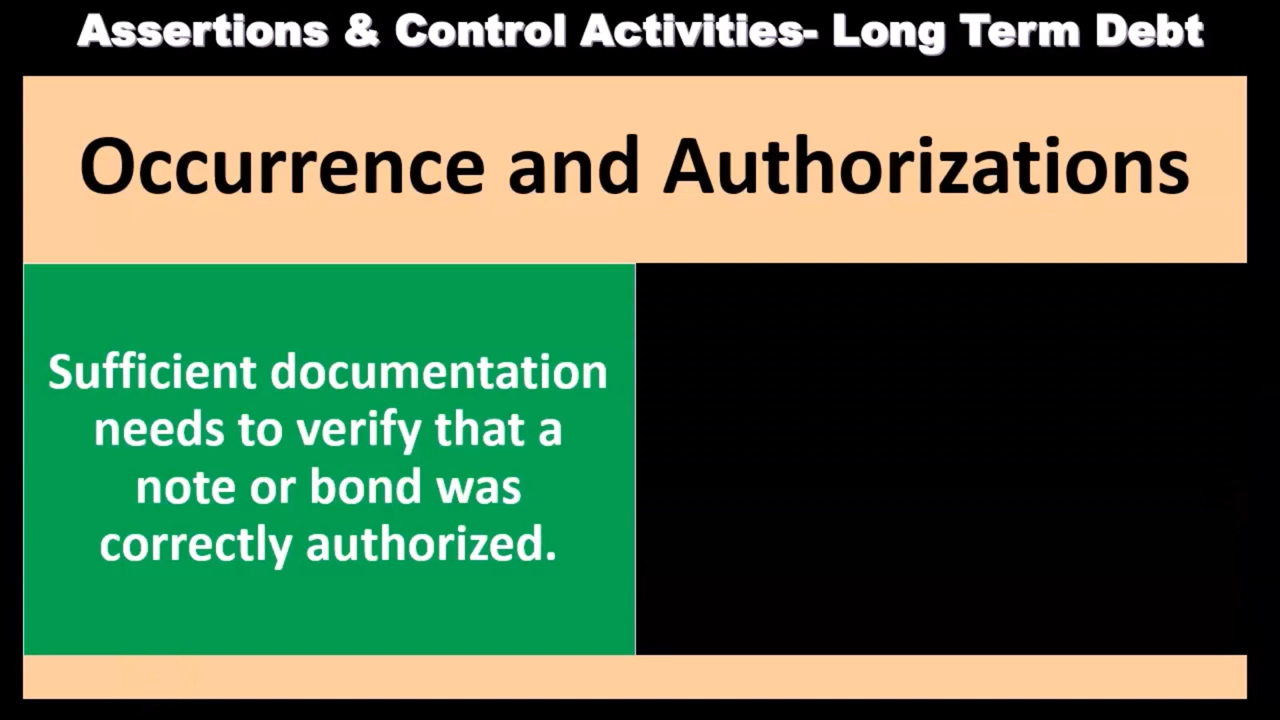 Assertions & Control Activities- Long Term Debt
Occurrence and Authorizations
Sufficient documentation
needs to verify that a
note or bond was
correctly authorized.